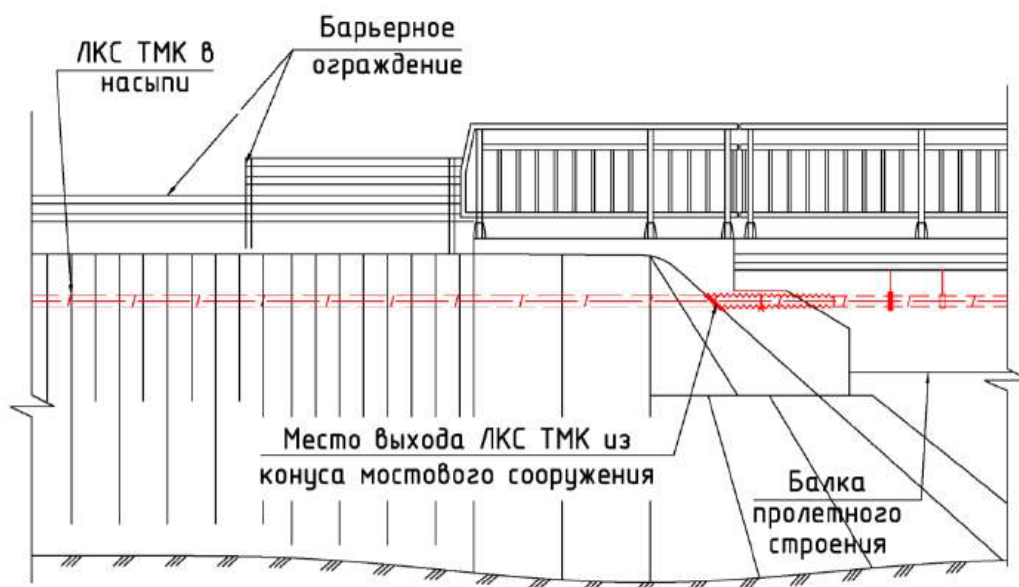 ЛКС ТМК в
насыпи
Барьерное
ограждение
Место выхода ЛКС ТМК из
конуса мостового сооружения
Балка
пролетного
строения